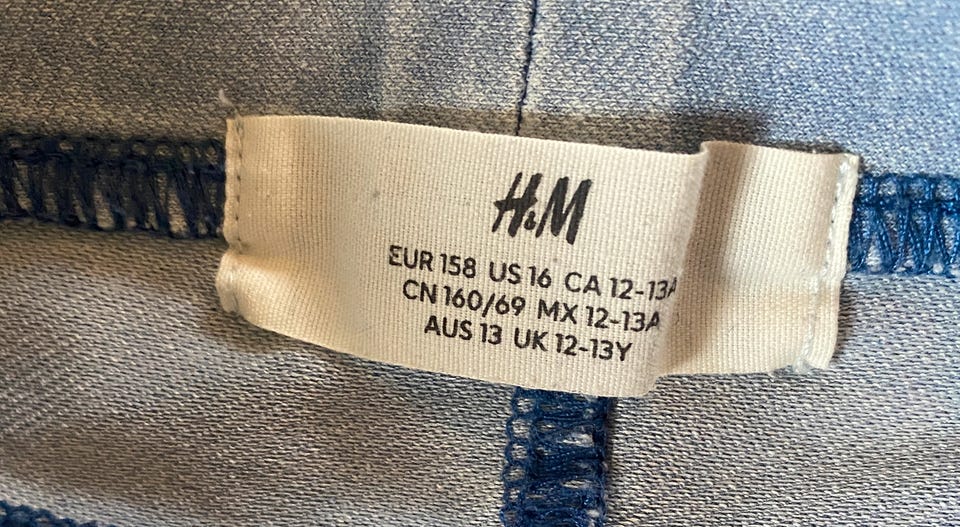 H&M
EUR 158 US 16 CA 12-13A
CN 160/69 MX 12-13A
AUS 13 UK 12-13Y